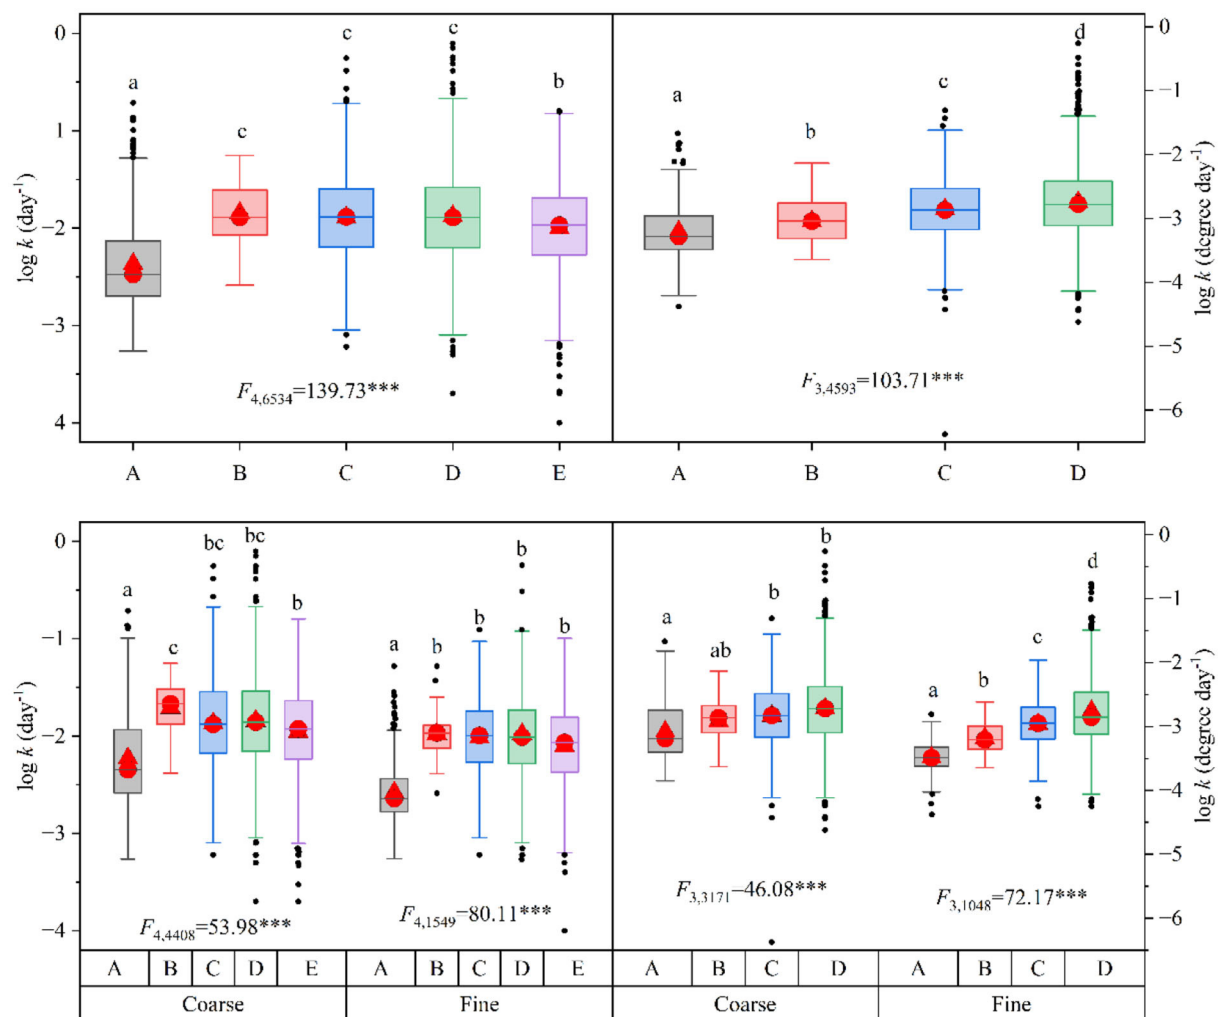 a
c
c
c
b
0
1
−2
−3
4
log k (day⁻¹)
F₄,₆₅₃₄=139.73***
A B C D E
a
b
c
d
0
−1
−2
−3
−4
−5
−6
log k (dcgrcc day⁻¹)
F₃,₄₅₉₃=103.71***
A B C D
a
c
bc
bc
b
a
b
b
b
b
0
−1
−2
−3
−4
log k (day⁻¹)
F₄,₄₄₀₈=53.98***
F₄,₁₅₄₉=80.11***
A B C D E A B C D E
Coarse Fine
a
ab
b
b
a
b
c
d
0
−1
−2
−3
−4
−5
−6
log k (dcgrcc day⁻¹)
F₃,₃₁₇₁−46.08***
F₃,₁₀₄₈=72.17***
A B C D A B C D
Coarse Fine